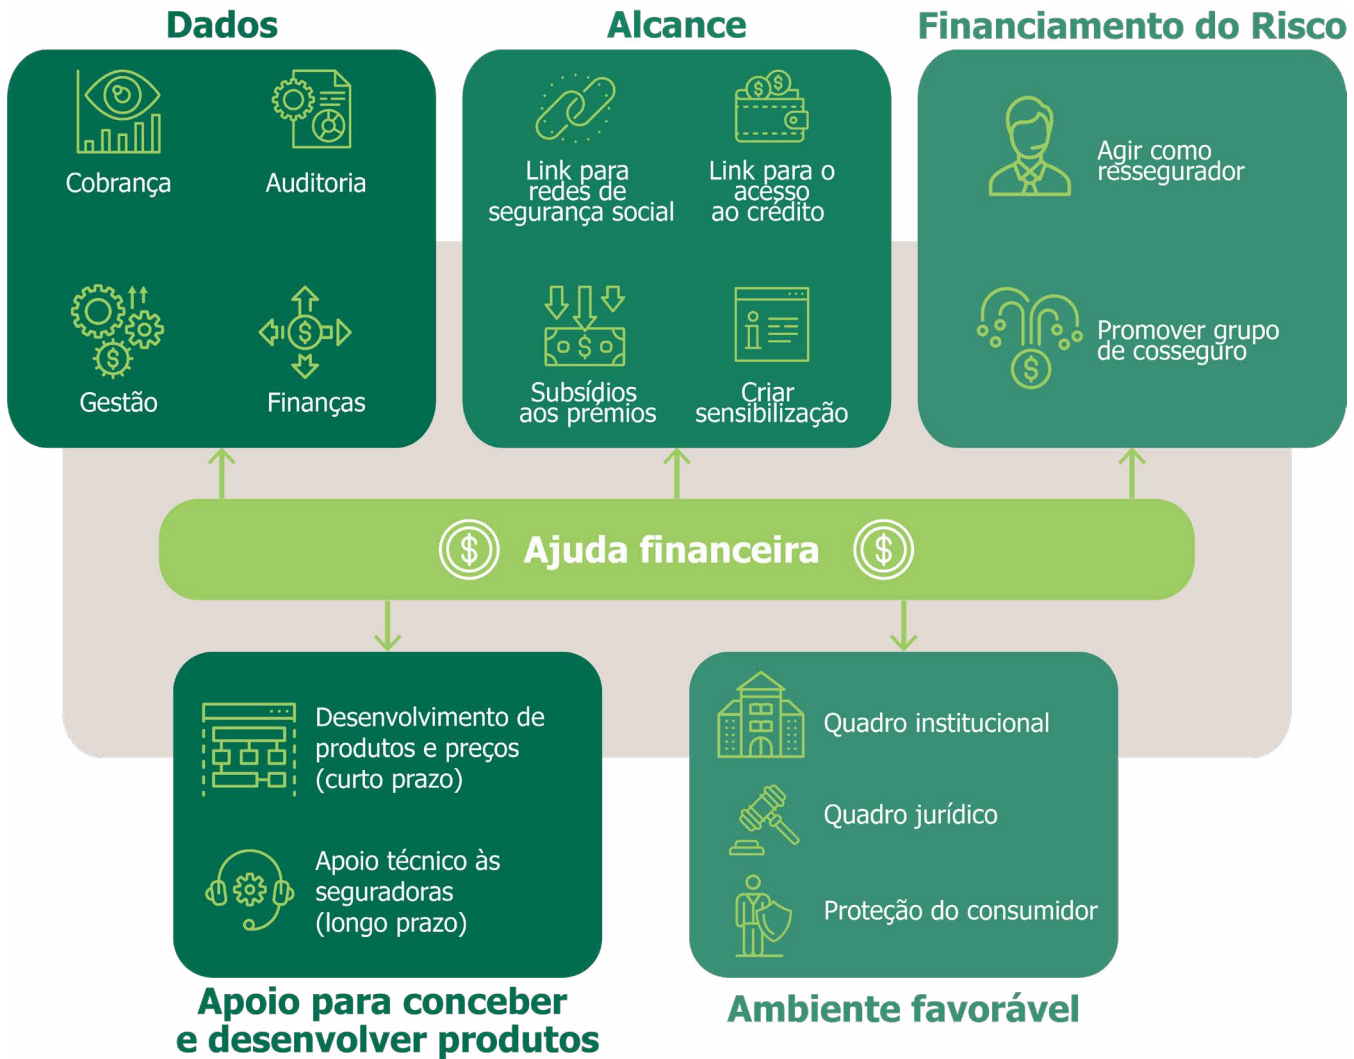 Dados
Cobrança
Auditoria
Gestão
Finanças
Alcance
Link para
redes de
segurança social
Link para o
acesso
ao crédito
Subsídios
aos prémios
Criar
sensibilização
Financiamento do Risco
Agir como
ressegurador
Promover grupo
de cosseguro
Ajuda financeira
Desenvolvimento de
produtos e preços
(curto prazo)
Apoio técnico às
seguradoras
(longo prazo)
Apoio para conceber
e desenvolver produtos
Quadro institucional
Quadro jurídico
Proteção do consumidor
Ambiente favorável